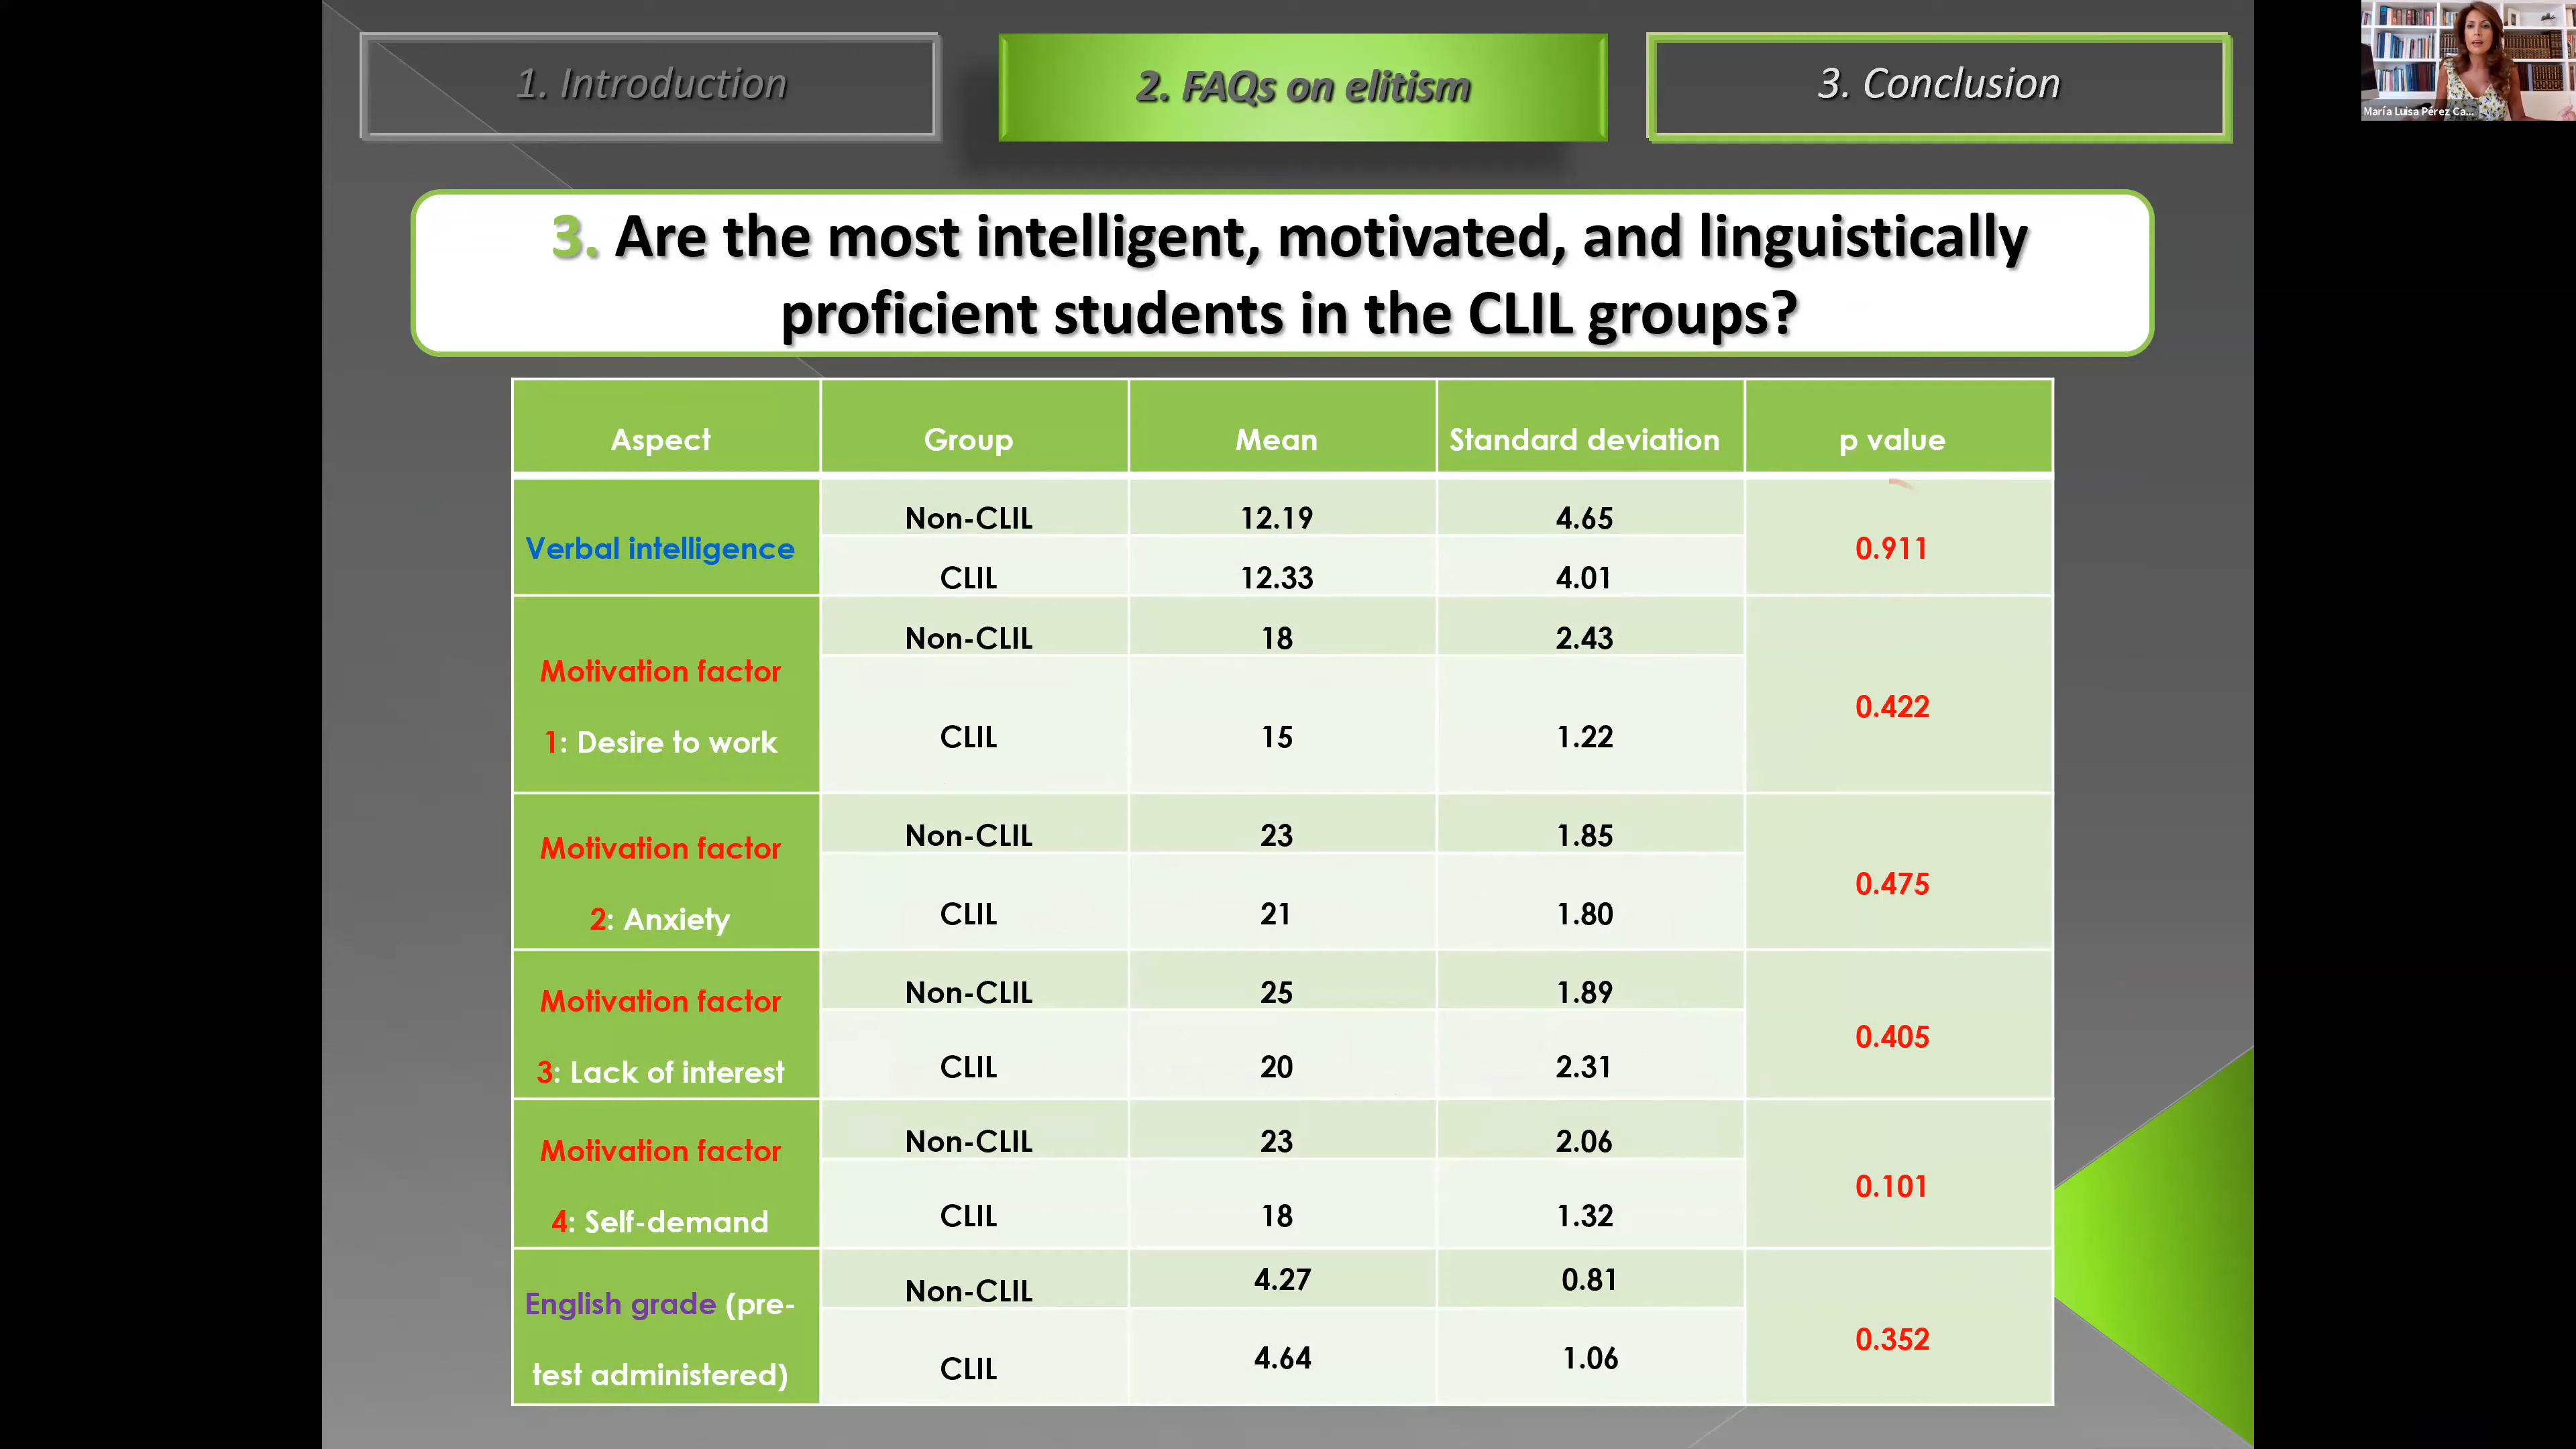 1. Introduction
2. FAQs on elitism
3. Conclusion
María Luisa Pérez Ca...
3. Are the most intelligent, motivated, and linguistically
proficient students in the CLIL groups?
Aspect Group Mean Standard deviation p value
Verbal intelligence
Non-CLIL 12.19 4.65
CLIL 12.33 4.01
0.911
Motivation factor
1: Desire to work
Non-CLIL 18 2.43
CLIL 15 1.22
0.422
Motivation factor
2: Anxiety
Non-CLIL 23 1.85
CLIL 21 1.80
0.475
Motivation factor
3: Lack of interest
Non-CLIL 25 1.89
CLIL 20 2.31
0.405
Motivation factor
4: Self-demand
Non-CLIL 23 2.06
CLIL 18 1.32
0.101
English grade (pre-
test administered)
Non-CLIL 4.27 0.81
CLIL 4.64 1.06
0.352